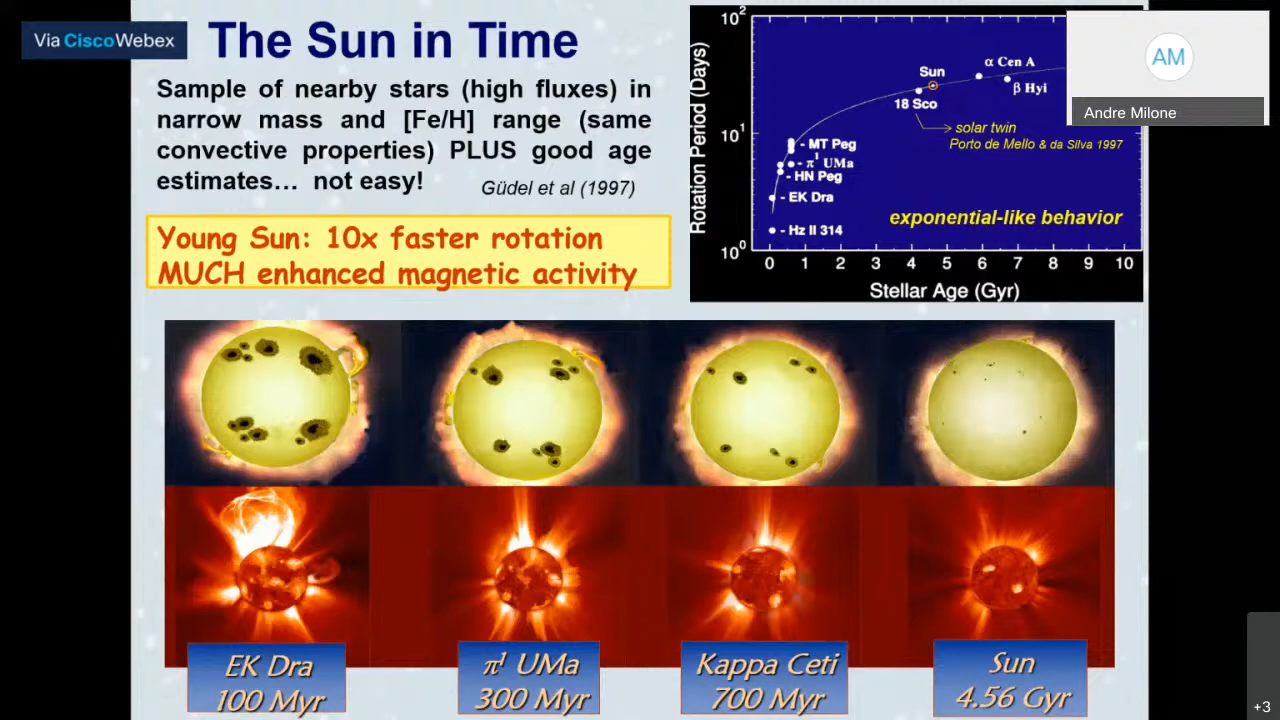 Via CiscoWebex
The Sun in Time
Sample of nearby stars (high fluxes) in
narrow mass and [Fe/H] range (same
convective properties) PLUS good age
estimates… not easy!
Güdel et al (1997)
Young Sun: 10x faster rotation
MUCH enhanced magnetic activity
Rotation Period (Days)
10²
10¹
10⁰
Sun
α Cen A
β Hyi
18 Sco
solar twin
Porto de Mello & da Silva 1997
- MT Peg
- π¹ UMa
- HN Peg
- EK Dra
- Hz II 314
exponential-like behavior
0 1 2 3 4 5 6 7 8 9 10
Stellar Age (Gyr)
AM
Andre Milone
EK Dra
100 Myr
π¹ UMa
300 Myr
Kappa Ceti
700 Myr
Sun
4.56 Gyr
+3